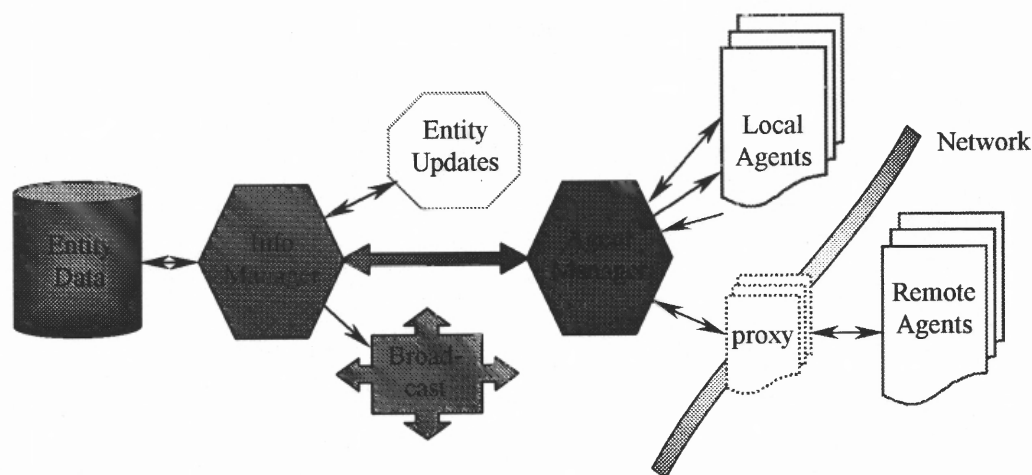 Entity
Data
Info
Manager
Entity
Updates
Broad-
cast
Agent
Manager
Local
Agents
Network
proxy
Remote
Agents